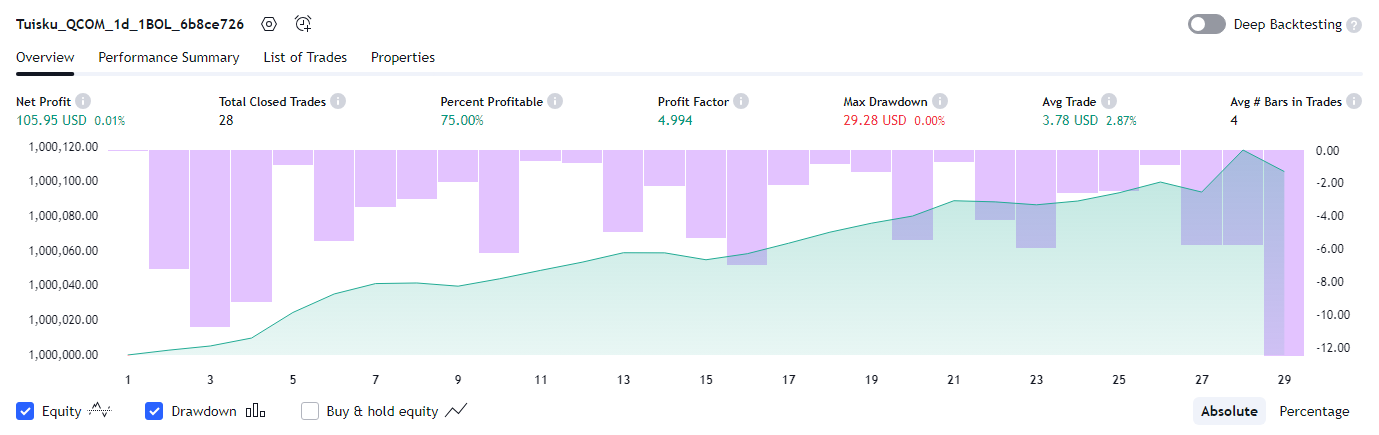 Tuisku_QCOM_1d_1BOL_6b8ce726
Deep Backtesting ?
Overview Performance Summary List of Trades Properties
Net Profit i Total Closed Trades i Percent Profitable i Profit Factor i Max Drawdown i Avg Trade i Avg # Bars in Trades i
105.95 USD 0.01% 28 75.00% 4.994 29.28 USD 0.00% 3.78 USD 2.87% 4
1,000,120.00
1,000,100.00
1,000,080.00
1,000,060.00
1,000,040.00
1,000,020.00
1,000,000.00
0.00
-2.00
-4.00
-6.00
-8.00
-10.00
-12.00
1 3 5 7 9 11 13 15 17 19 21 23 25 27 29
Equity Drawdown Buy & hold equity Absolute Percentage